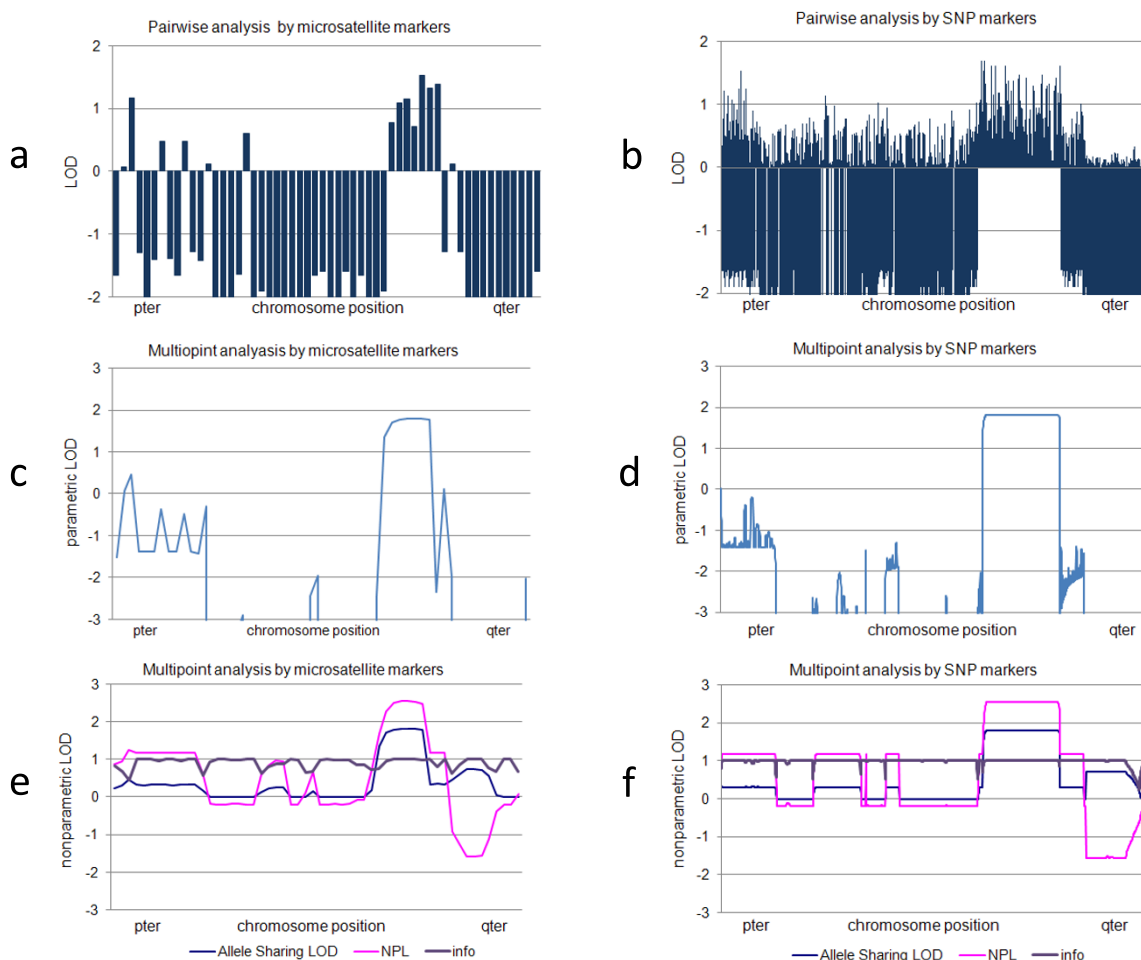 Pairwise analysis by microsatellite markers
a
LOD
2
1
0
-1
-2
pter
chromosome position
qter
Pairwise analysis by SNP markers
b
LOD
2
1
0
-1
-2
pter
chromosome position
qter
Multiopint analyasis by microsatellite markers
c
parametric LOD
3
2
1
0
-1
-2
-3
pter
chromosome position
qter
Multipoint analysis by SNP markers
d
parametric LOD
3
2
1
0
-1
-2
-3
pter
chromosome position
qter
Multipoint analysis by microsatellite markers
e
nonparametric LOD
3
2
1
0
-1
-2
-3
pter
chromosome position
qter
Allele Sharing LOD
NPL
info
Multipoint analysis by SNP markers
f
nonparametric LOD
3
2
1
0
-1
-2
-3
pter
chromosome position
qter
Allele Sharing LOD
NPL
info